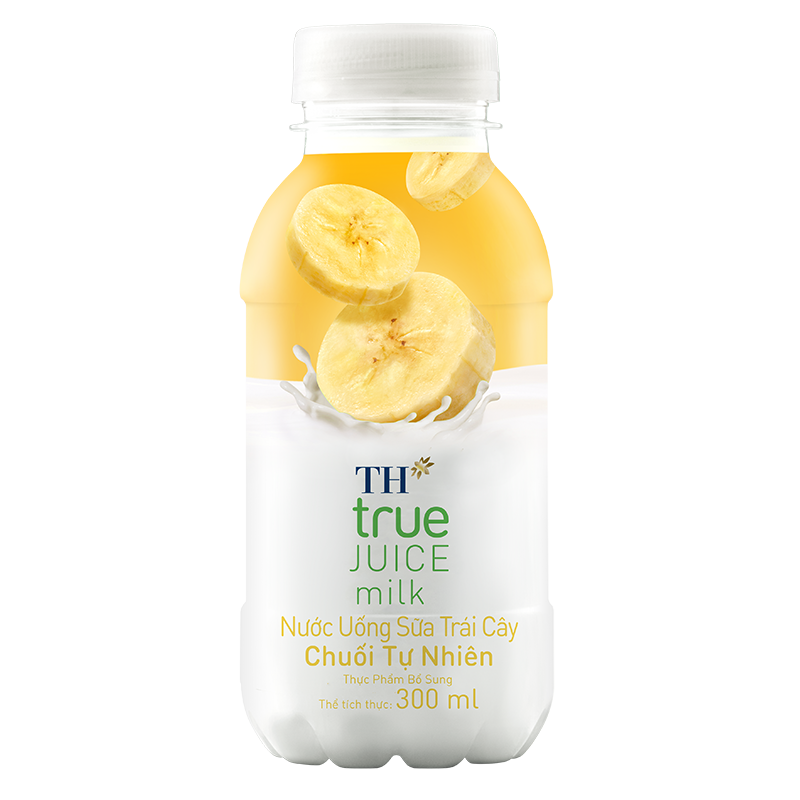 TH
true
JUICE
milk
Nước Uống Sữa Trái Cây
Chuối Tự Nhiên
Thực Phẩm Bổ Sung
Thể tích thực: 300 ml